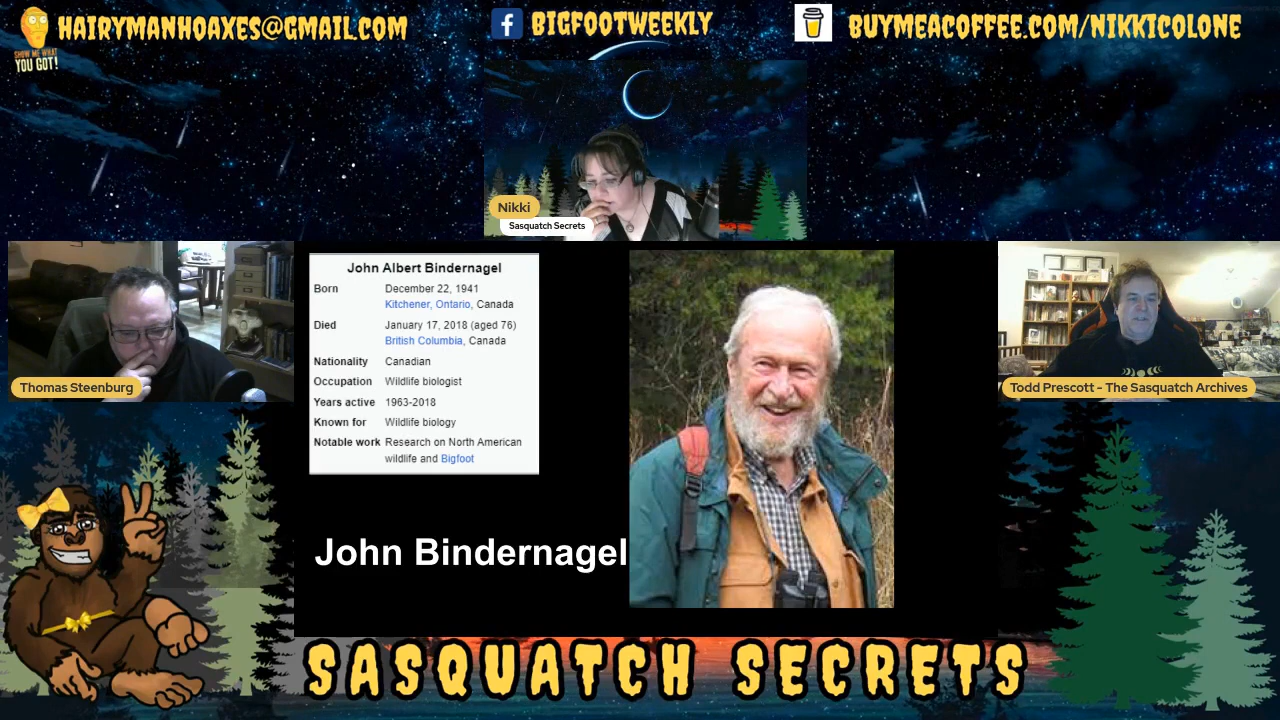 HAIRYMANHOAXES@GMAIL.COM
SHOW ME WHAT
YOU GOT!
BIGFOOTWEEKLY
BUYMEACOFFEE.COM/NIKKICOLONE
Nikki
Sasquatch Secrets
Thomas Steenburg
John Albert Bindernagel
Born December 22, 1941
Kitchener, Ontario, Canada
Died January 17, 2018 (aged 76)
British Columbia, Canada
Nationality Canadian
Occupation Wildlife biologist
Years active 1963-2018
Known for Wildlife biology
Notable work Research on North American
wildlife and Bigfoot
John Bindernagel
Todd Prescott - The Sasquatch Archives
SASQUATCH SECRETS